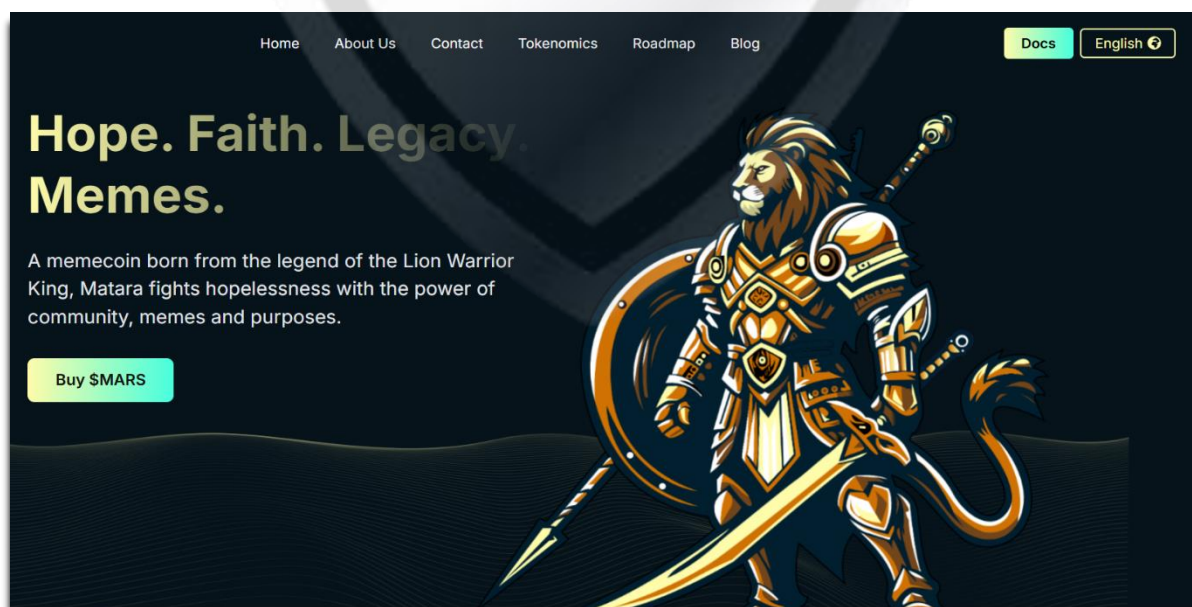 Home About Us Contact Tokenomics Roadmap Blog Docs English
Hope. Faith. Legacy.
Memes.
A memecoin born from the legend of the Lion Warrior
King, Matara fights hopelessness with the power of
community, memes and purposes.
Buy $MARS